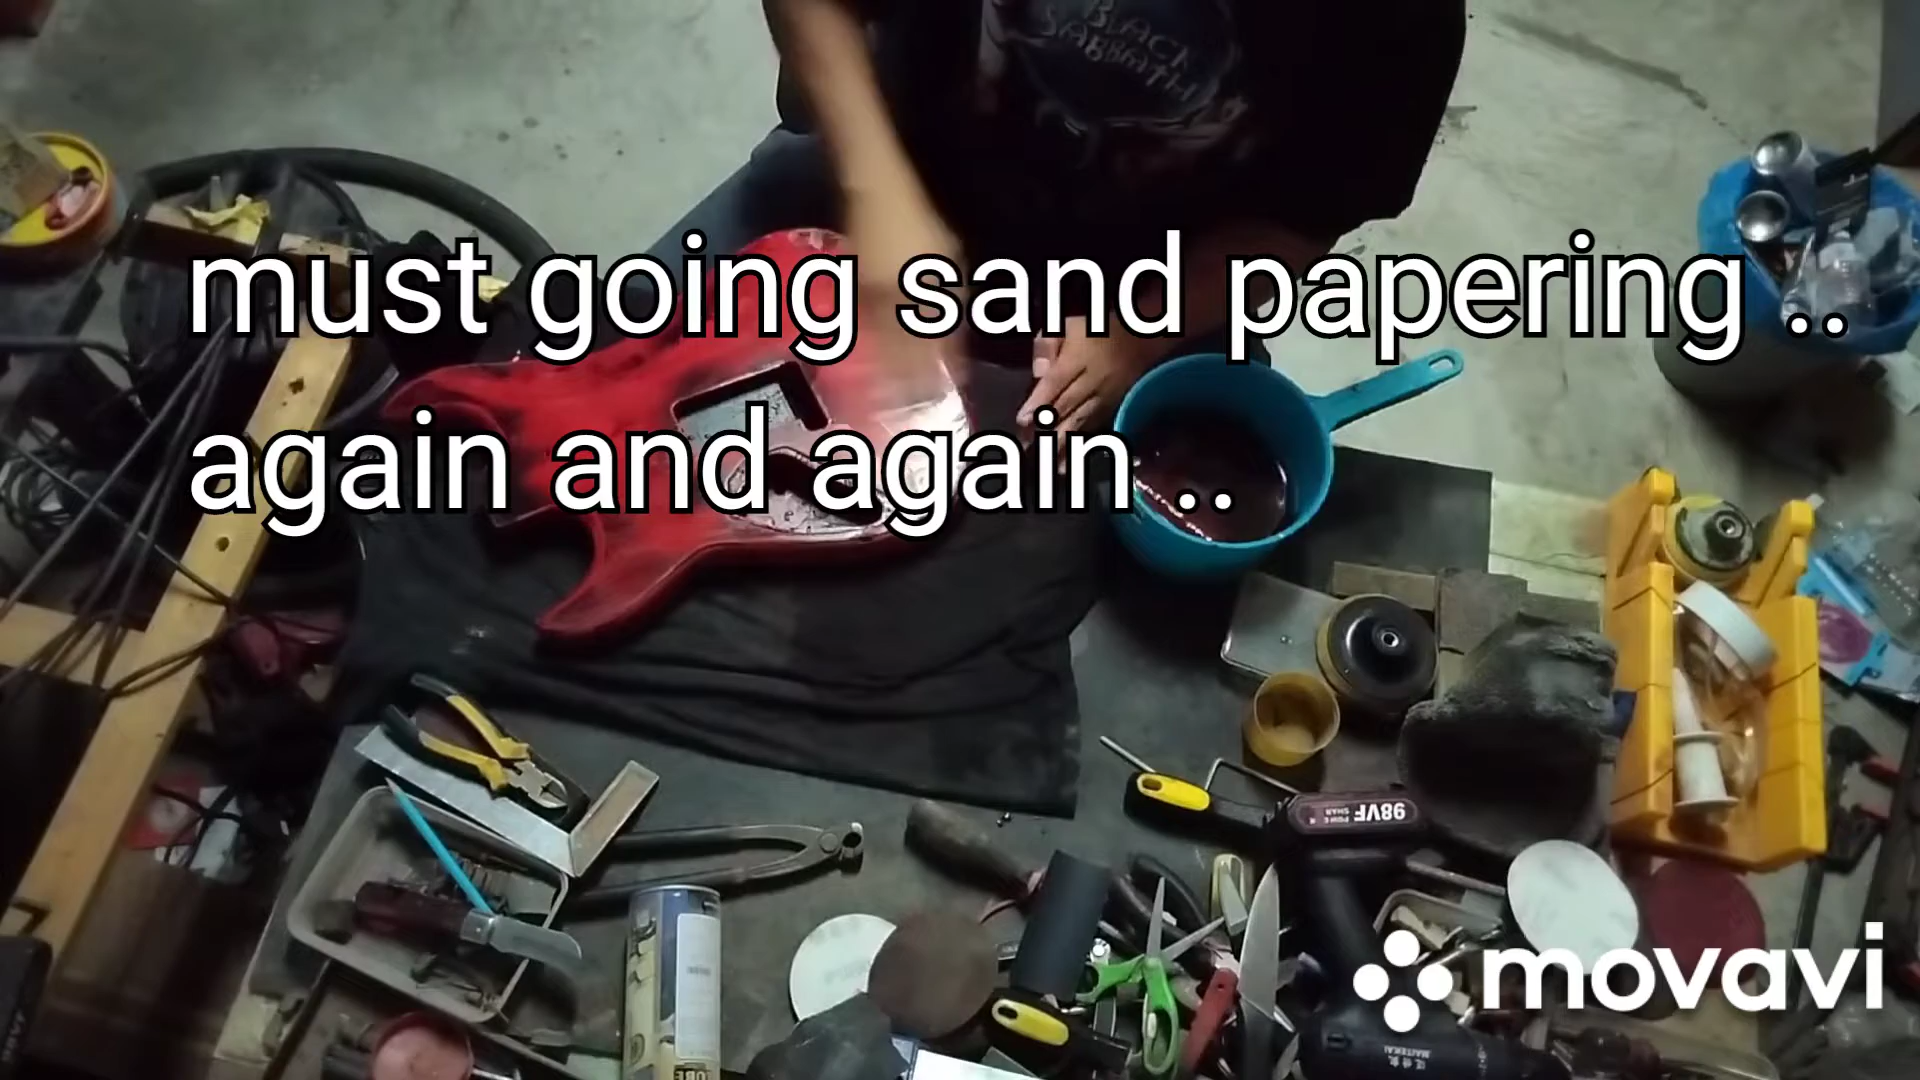 BLACK
SABBATH
must going sand papering ..
again and again ..
98VF
movavi